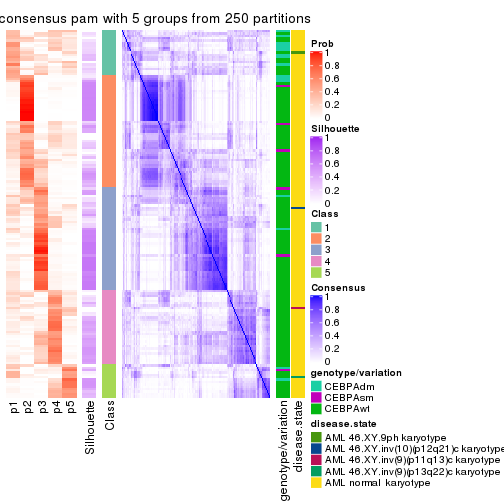 consensus pam with 5 groups from 250 partitions
p1
p2
p3
p4
p5
Silhouette
Class
genotype/variation
disease.state
Prob
1
0.8
0.6
0.4
0.2
0
Silhouette
1
0.8
0.6
0.4
0.2
0
Class
1
2
3
4
5
Consensus
1
0.8
0.6
0.4
0.2
0
genotype/variation
CEBPAdm
CEBPAsm
CEBPAwt
disease.state
AML 46.XY.9ph karyotype
AML 46.XY.inv(10)(p12q21)c karyotype
AML 46.XY.inv(9)(p11q13)c karyotype
AML 46.XY.inv(9)(p13q22)c karyotype
AML normal karyotype